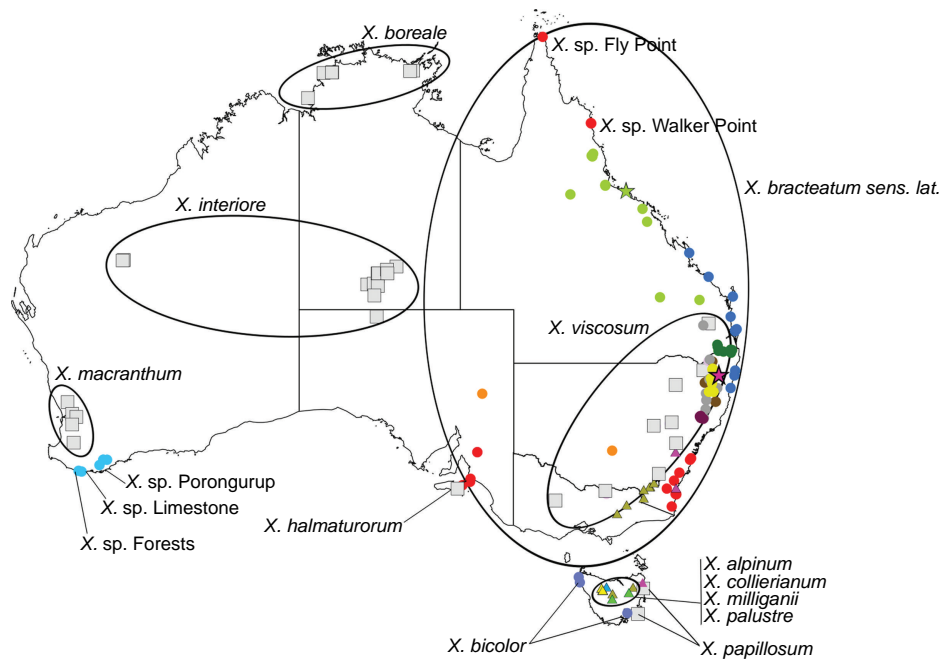 X. boreale
X. sp. Fly Point
X. sp. Walker Point
X. bracteatum sens. lat.
X. interiore
X. viscosum
X. macranthum
X. sp. Porongurup
X. sp. Limestone
X. sp. Forests
X. halmaturorum
X. alpinum
X. collierianum
X. milliganii
X. palustre
X. bicolor
X. papillosum